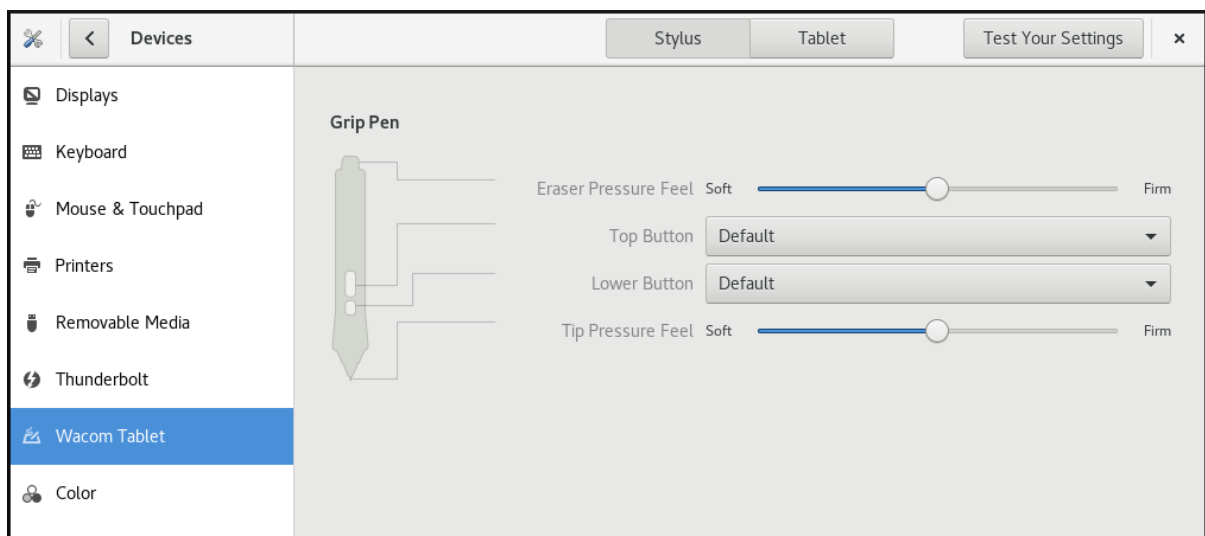 Devices
Stylus Tablet Test Your Settings
Displays
Keyboard
Mouse & Touchpad
Printers
Removable Media
Thunderbolt
Wacom Tablet
Color
Grip Pen
Eraser Pressure Feel Soft Firm
Top Button Default
Lower Button Default
Tip Pressure Feel Soft Firm